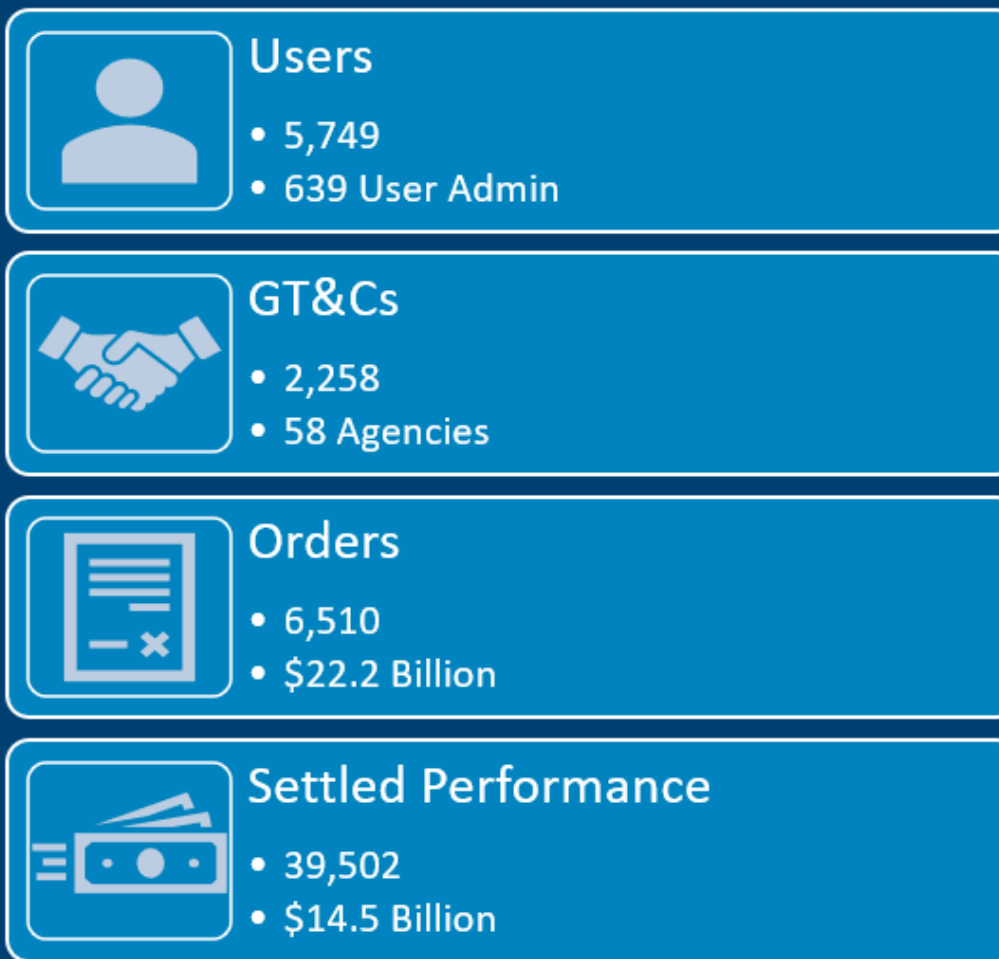 Users
• 5,749
• 639 User Admin
GT&Cs
• 2,258
• 58 Agencies
Orders
• 6,510
• $22.2 Billion
Settled Performance
• 39,502
• $14.5 Billion